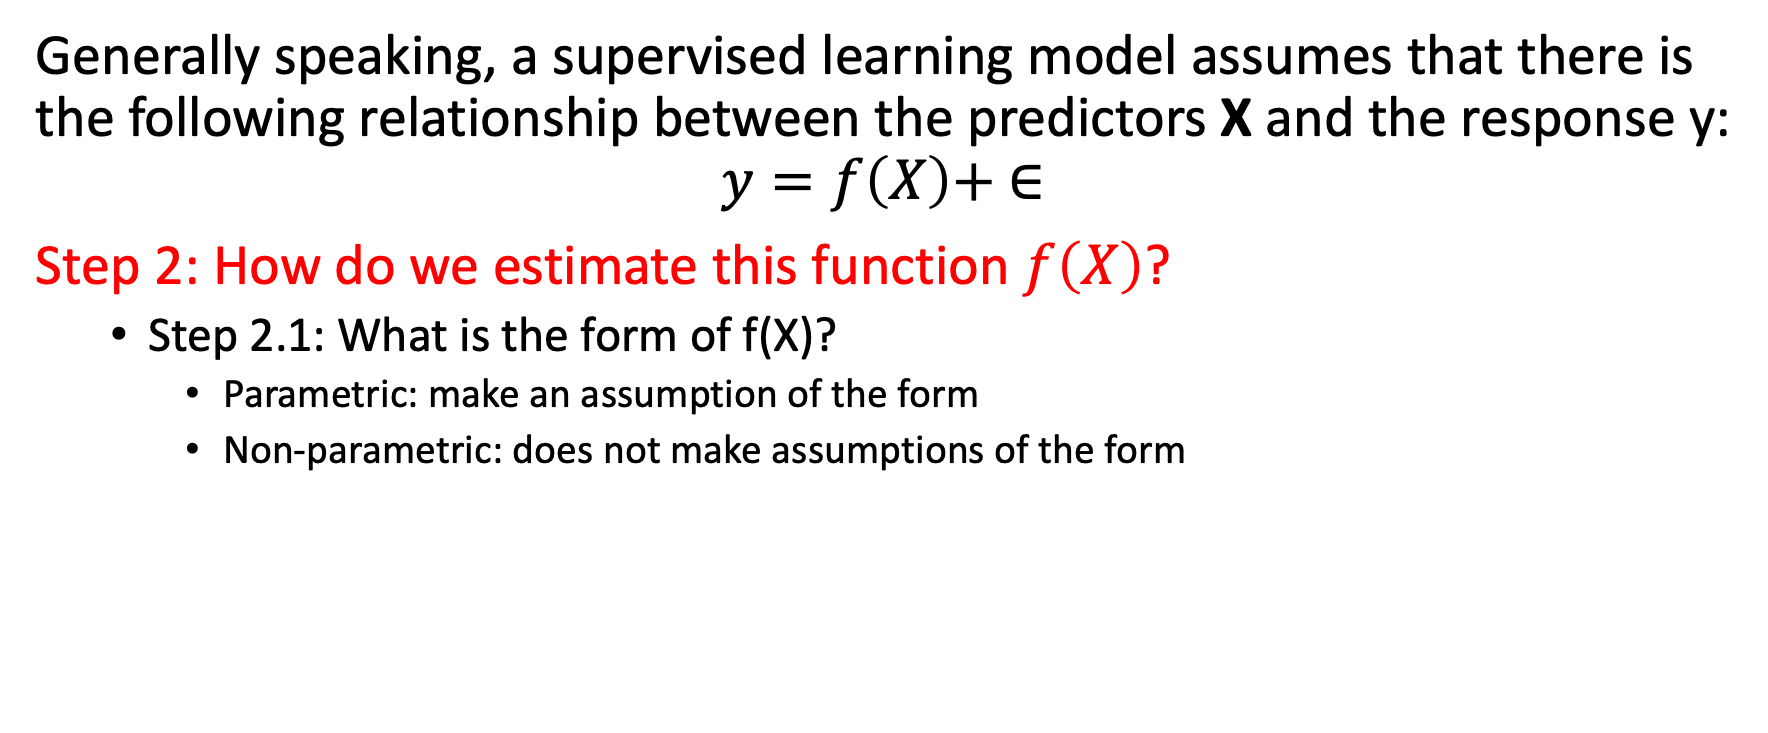 Generally speaking, a supervised learning model assumes that there is
the following relationship between the predictors X and the response y:
y = f(X)+ ∈
Step 2: How do we estimate this function f(X)?
• Step 2.1: What is the form of f(X)?
• Parametric: make an assumption of the form
• Non-parametric: does not make assumptions of the form